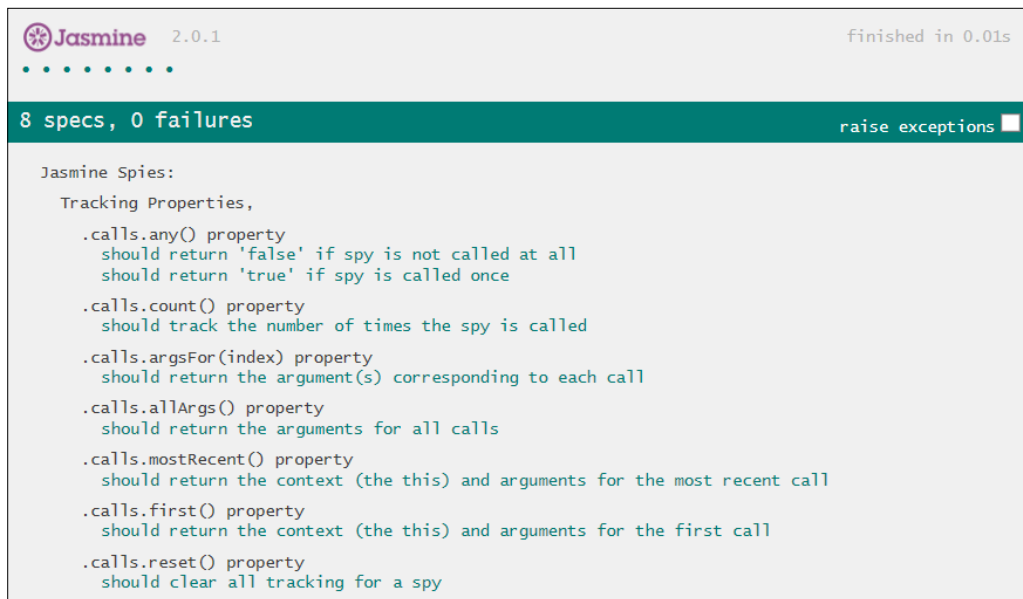 Jasmine 2.0.1 finished in 0.01s
8 specs, 0 failures raise exceptions
Jasmine Spies:
Tracking Properties,
.calls.any() property
should return 'false' if spy is not called at all
should return 'true' if spy is called once
.calls.count() property
should track the number of times the spy is called
.calls.argsFor(index) property
should return the argument(s) corresponding to each call
.calls.allArgs() property
should return the arguments for all calls
.calls.mostRecent() property
should return the context (the this) and arguments for the most recent call
.calls.first() property
should return the context (the this) and arguments for the first call
.calls.reset() property
should clear all tracking for a spy